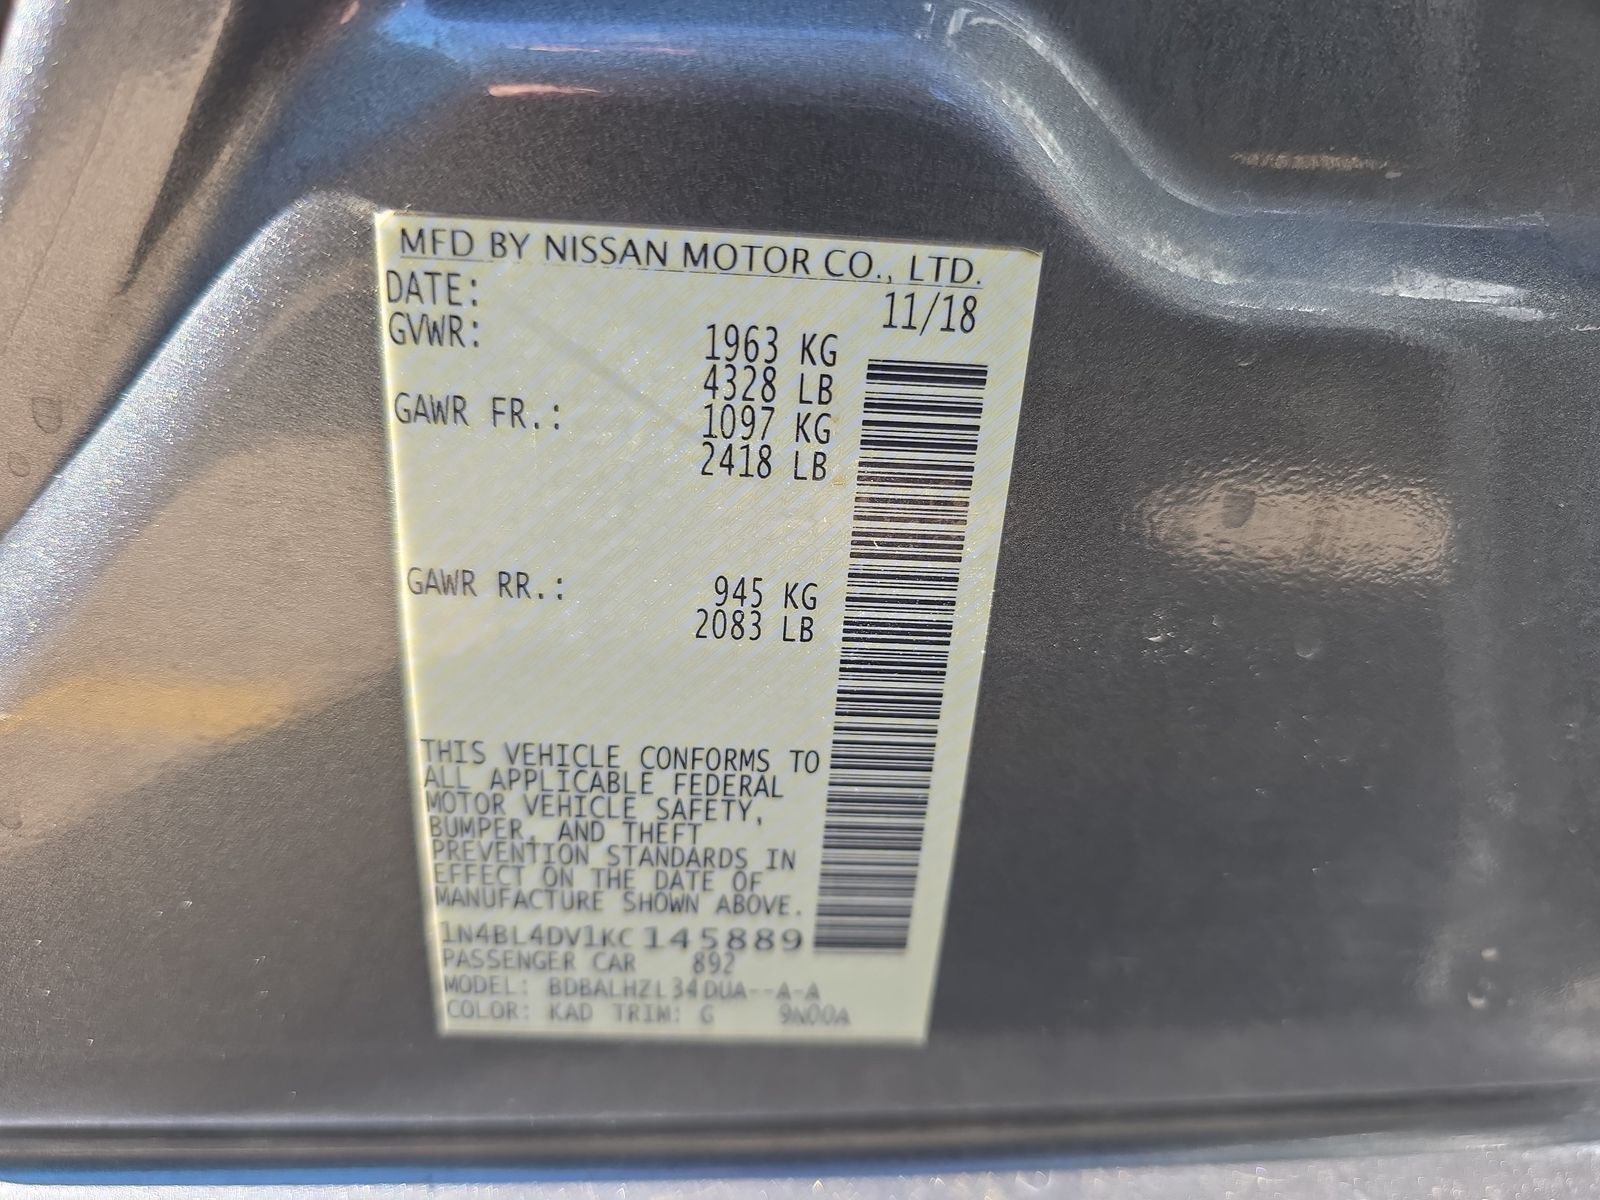 MFD BY NISSAN MOTOR CO., LTD.
DATE: 11/18
GVWR: 1963 KG
4328 LB
GAWR FR.: 1097 KG
2418 LB
GAWR RR.: 945 KG
2083 LB
THIS VEHICLE CONFORMS TO
ALL APPLICABLE FEDERAL
MOTOR VEHICLE SAFETY,
BUMPER, AND THEFT
PREVENTION STANDARDS IN
EFFECT ON THE DATE OF
MANUFACTURE SHOWN ABOVE.
1N4BL4DV1KC145889
PASSENGER CAR 892
MODEL: BDBALHZL34DUA--A-A
COLOR: KAD TRIM: G